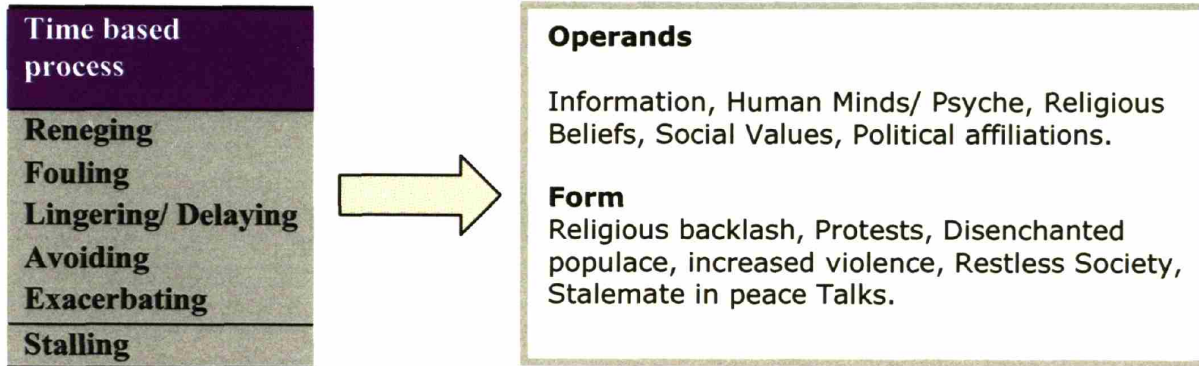 Time based
process
Reneging
Fouling
Lingering/ Delaying
Avoiding
Exacerbating
Stalling
Operands
Information, Human Minds/ Psyche, Religious
Beliefs, Social Values, Political affiliations.
Form
Religious backlash, Protests, Disenchanted
populace, increased violence, Restless Society,
Stalemate in peace Talks.